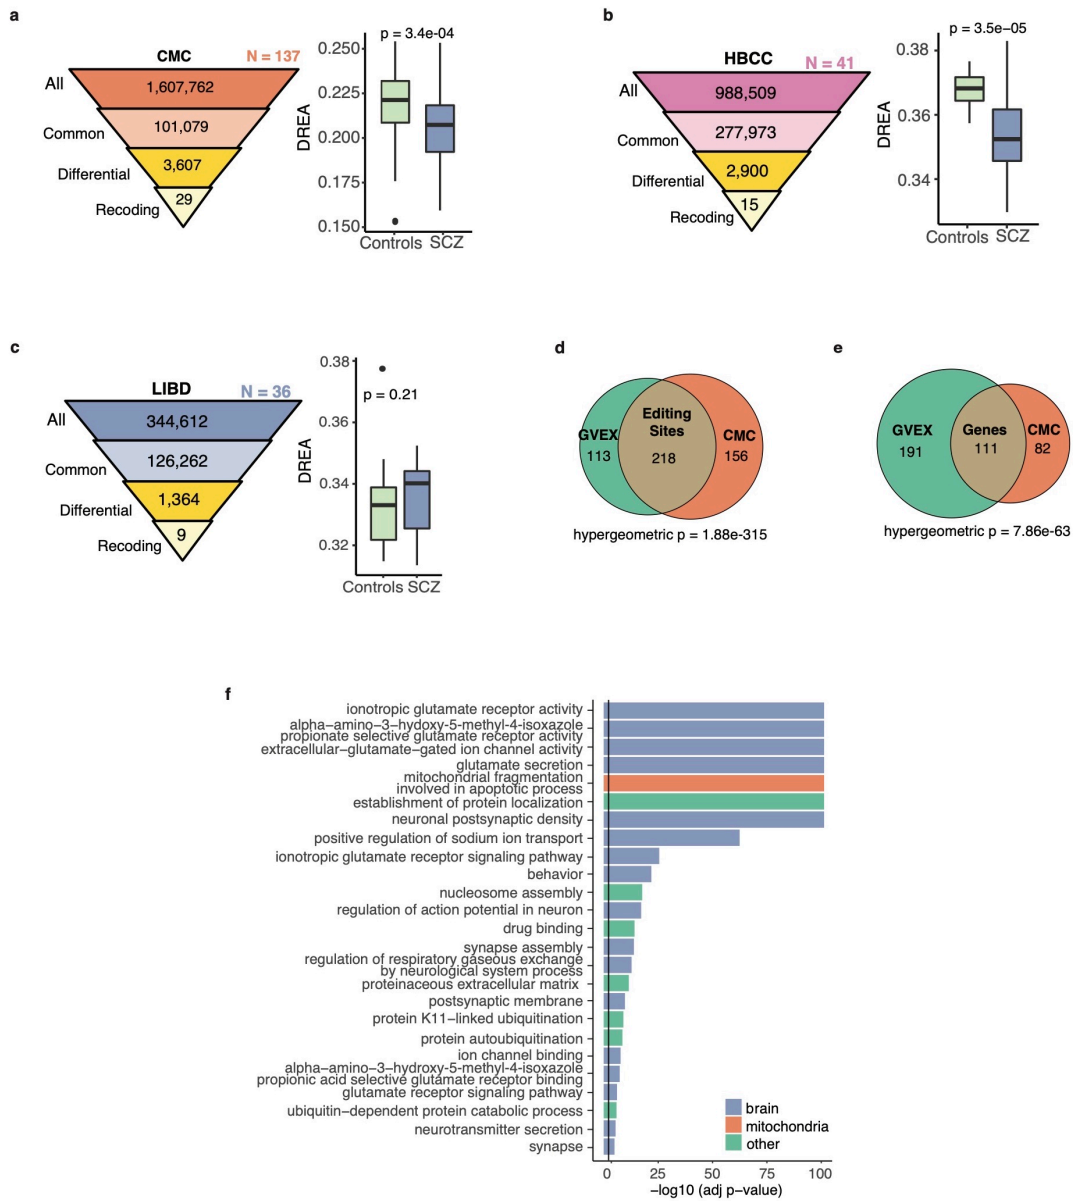 a
CMC
N = 137
All
1,607,762
Common
101,079
Differential
3,607
Recoding
29
p = 3.4e-04
DREA
0.250
0.225
0.200
0.175
0.150
Controls SCZ
b
HBCC
N = 41
All
988,509
Common
277,973
Differential
2,900
Recoding
15
p = 3.5e−05
DREA
0.38
0.36
0.34
Controls SCZ
c
LIBD
N = 36
All
344,612
Common
126,262
Differential
1,364
Recoding
9
p = 0.21
DREA
0.38
0.36
0.34
0.32
Controls SCZ
d
Editing
Sites
GVEX
CMC
113
218
156
hypergeometric p = 1.88e-315
e
GVEX
Genes
CMC
191
111
82
hypergeometric p = 7.86e-63
f
ionotropic glutamate receptor activity
alpha−amino−3−hydoxy−5−methyl−4−isoxazole
propionate selective glutamate receptor activity
extracellular−glutamate−gated ion channel activity
glutamate secretion
mitochondrial fragmentation
involved in apoptotic process
establishment of protein localization
neuronal postsynaptic density
positive regulation of sodium ion transport
ionotropic glutamate receptor signaling pathway
behavior
nucleosome assembly
regulation of action potential in neuron
drug binding
synapse assembly
regulation of respiratory gaseous exchange
by neurological system process
proteinaceous extracellular matrix
postsynaptic membrane
protein K11−linked ubiquitination
protein autoubiquitination
ion channel binding
alpha−amino−3−hydroxy−5−methyl−4−isoxazole
propionic acid selective glutamate receptor binding
glutamate receptor signaling pathway
ubiquitin−dependent protein catabolic process
neurotransmitter secretion
synapse
brain
mitochondria
other
0 25 50 75 100
−log10 (adj p−value)